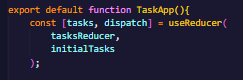 export default function TaskApp(){
const [tasks, dispatch] = useReducer(
tasksReducer,
initialTasks
);